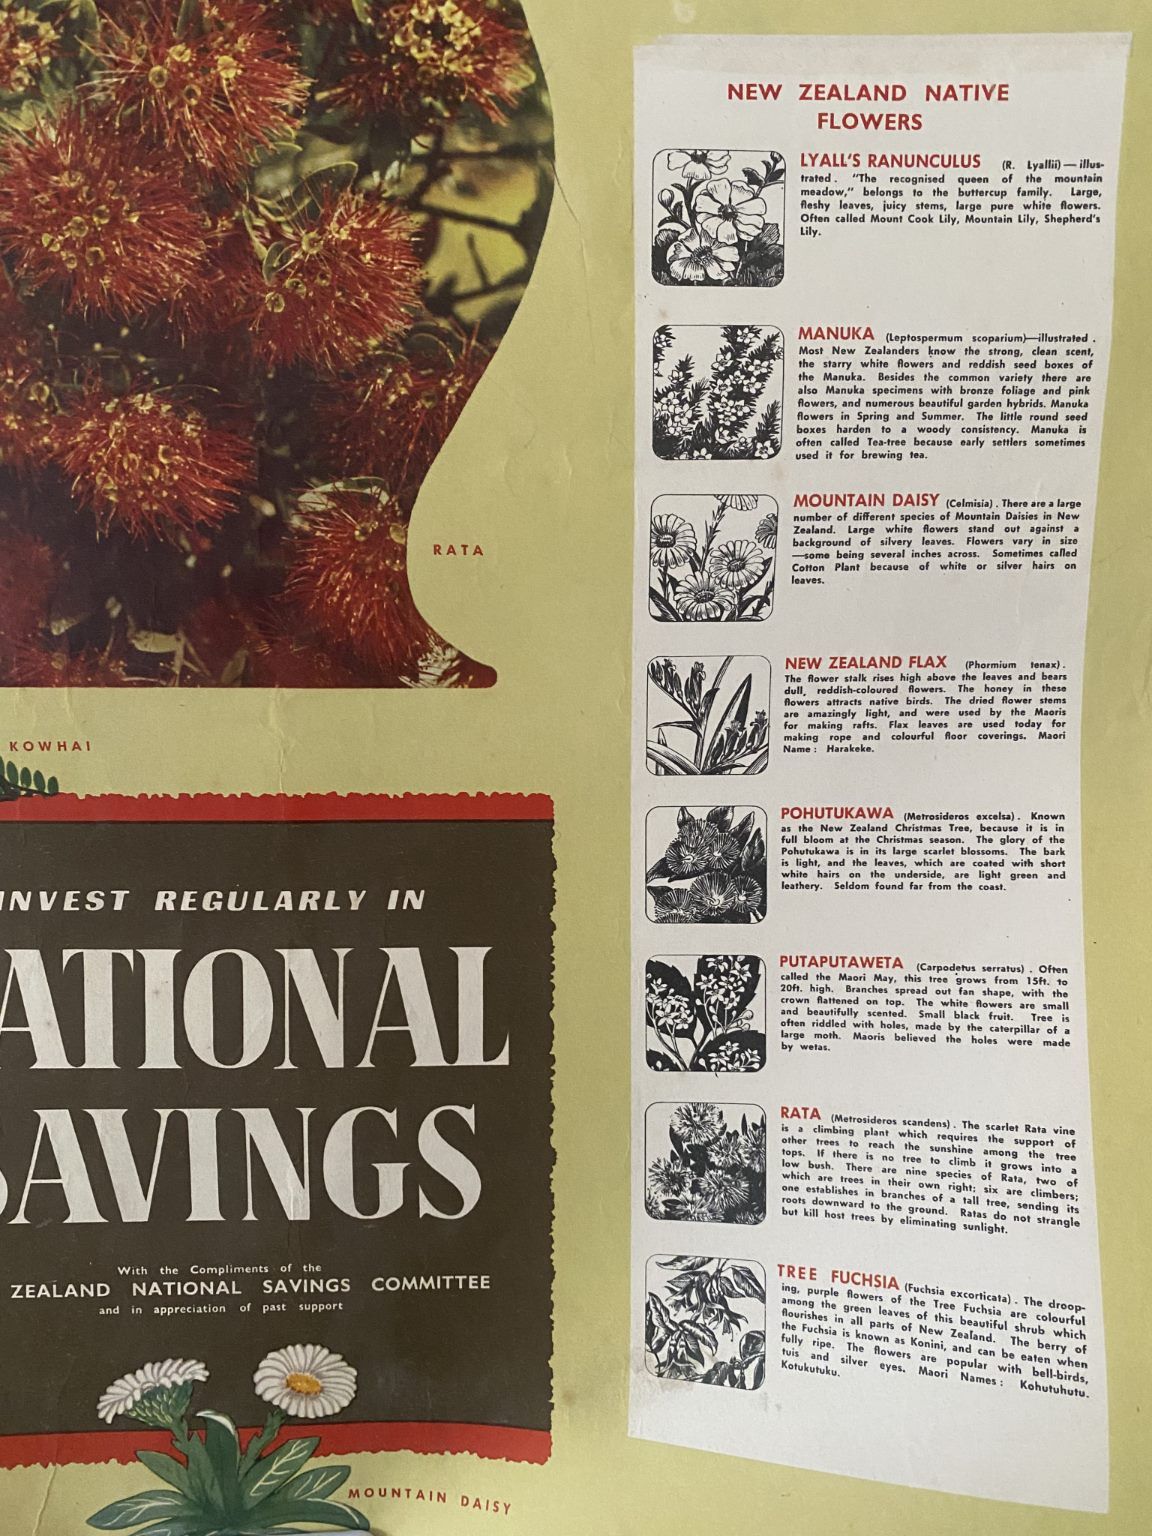 RATA
KOWHAI
INVEST REGULARLY IN
ATIONAL
SAVINGS
With the Compliments of the
ZEALAND NATIONAL SAVINGS COMMITTEE
and in appreciation of past support
MOUNTAIN DAISY
NEW ZEALAND NATIVE
FLOWERS
LYALL'S RANUNCULUS (R. Lyallii) — illus-
trated. "The recognised queen of the mountain
meadow," belongs to the buttercup family. Large,
fleshy leaves, juicy stems, large pure white flowers.
Often called Mount Cook Lily, Mountain Lily, Shepherd's
Lily.
MANUKA (Leptospermum scoparium)—illustrated.
Most New Zealanders know the strong, clean scent,
the starry white flowers and reddish seed boxes of
the Manuka. Besides the common variety there are
also Manuka specimens with bronze foliage and pink
flowers, and numerous beautiful garden hybrids. Manuka
flowers in Spring and Summer. The little round seed
boxes harden to a woody consistency. Manuka is
often called Tea-tree because early settlers sometimes
used it for brewing tea.
MOUNTAIN DAISY (Celmisia). There are a large
number of different species of Mountain Daisies in New
Zealand. Large white flowers stand out against a
background of silvery leaves. Flowers vary in size
—some being several inches across. Sometimes called
Cotton Plant because of white or silver hairs on
leaves.
NEW ZEALAND FLAX (Phormium tenax).
The flower stalk rises high above the leaves and bears
dull, reddish-coloured flowers. The honey in these
flowers attracts native birds. The dried flower stems
are amazingly light, and were used by the Maoris
for making rafts. Flax leaves are used today for
making rope and colourful floor coverings. Maori
Name: Harakeke.
POHUTUKAWA (Metrosideros excelsa). Known
as the New Zealand Christmas Tree, because it is in
full bloom at the Christmas season. The glory of the
Pohutukawa is in its large scarlet blossoms. The bark
is light, and the leaves, which are coated with short
white hairs on the underside, are light green and
leathery. Seldom found far from the coast.
PUTAPUTAWETA (Carpodetus serratus). Often
called the Maori May, this tree grows from 15ft. to
20ft. high. Branches spread out fan shape, with the
crown flattened on top. The white flowers are small
and beautifully scented. Small black fruit. Tree is
often riddled with holes, made by the caterpillar of a
large moth. Maoris believed the holes were made
by wetas.
RATA (Metrosideros scandens). The scarlet Rata vine
is a climbing plant which requires the support of
other trees to reach the sunshine among the tree
tops. If there is no tree to climb it grows into a
low bush. There are nine species of Rata, two of
which are trees in their own right; six are climbers;
one establishes in branches of a tall tree, sending its
roots downward to the ground. Ratas do not strangle
but kill host trees by eliminating sunlight.
TREE FUCHSIA (Fuchsia excorticata). The droop-
ing, purple flowers of the Tree Fuchsia are colourful
among the green leaves of this beautiful shrub which
flourishes in all parts of New Zealand. The berry of
the Fuchsia is known as Konini, and can be eaten when
fully ripe. The flowers are popular with bell-birds,
tuis and silver eyes. Maori Names: Kohutuhutu.
Kotukutuku.